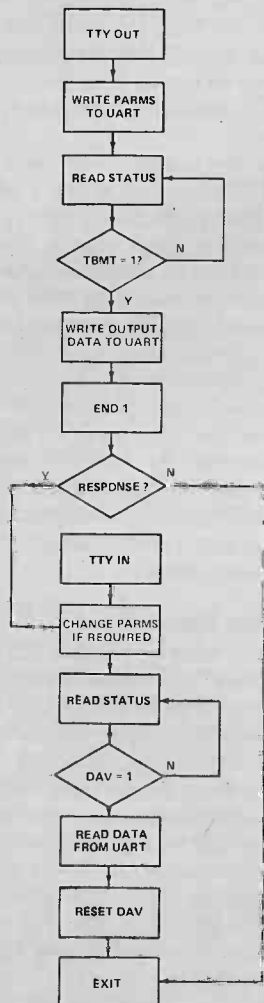 TTY OUT
WRITE PARMS
TO UART
READ STATUS
TBMT = 1?
N
Y
WRITE OUTPUT
DATA TO UART
END 1
Y
RESPONSE ?
N
TTY IN
CHANGE PARMS
IF REQUIRED
READ STATUS
DAV = 1
N
READ DATA
FROM UART
RESET DAV
EXIT